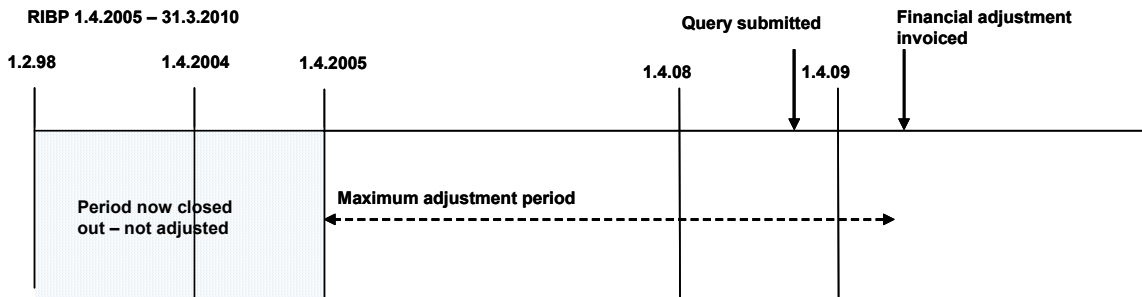 RIBP 1.4.2005 – 31.3.2010
Query submitted
Financial adjustment
invoiced
1.2.98
1.4.2004
1.4.2005
1.4.08
1.4.09
Period now closed
out – not adjusted
Maximum adjustment period